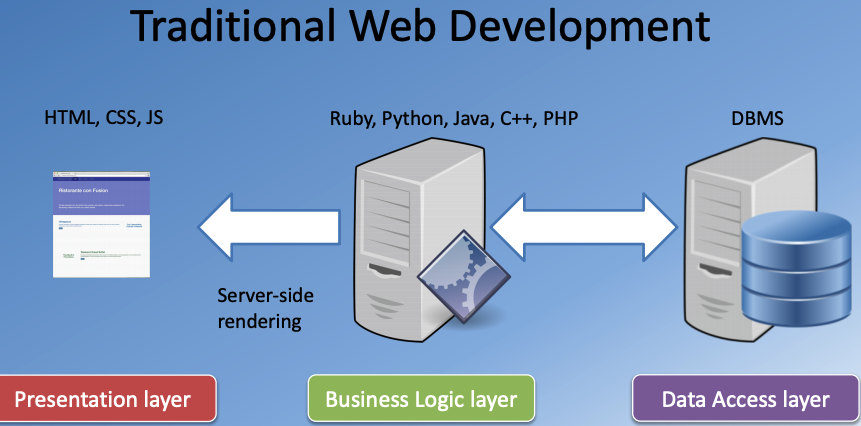 Traditional Web Development
HTML, CSS, JS
Ruby, Python, Java, C++, PHP
DBMS
Ristorante con Fusion
Server-side
rendering
Presentation layer
Business Logic layer
Data Access layer